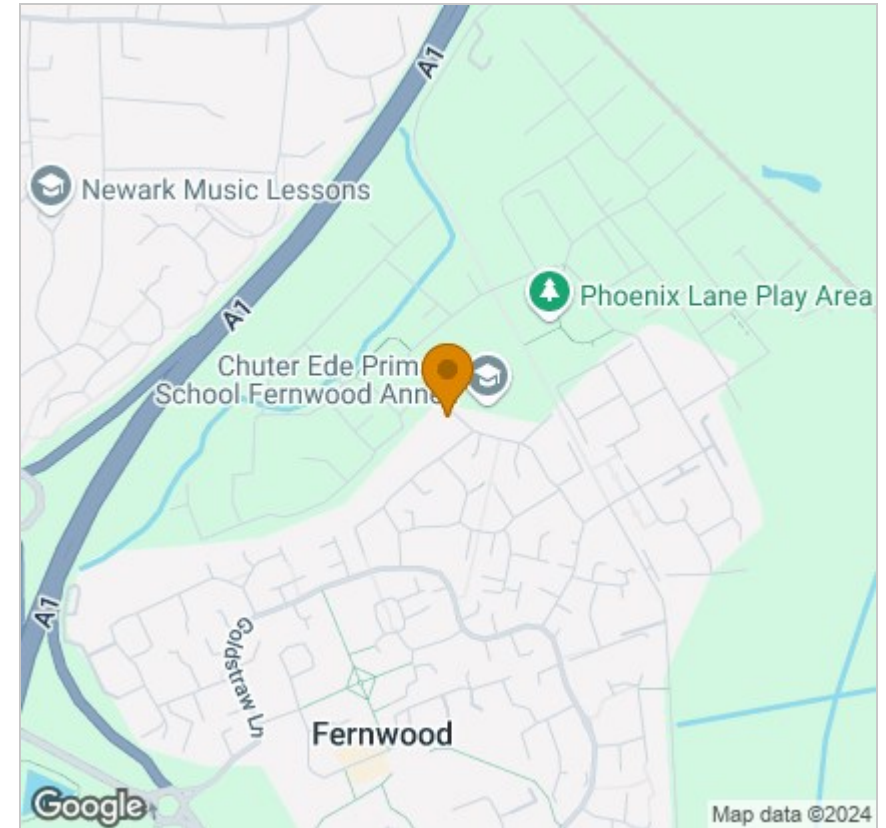 A1
Newark Music Lessons
A1
Phoenix Lane Play Area
Chuter Ede Prim
School Fernwood Anne
A1
Goldstraw Ln
Fernwood
Google
Map data ©2024